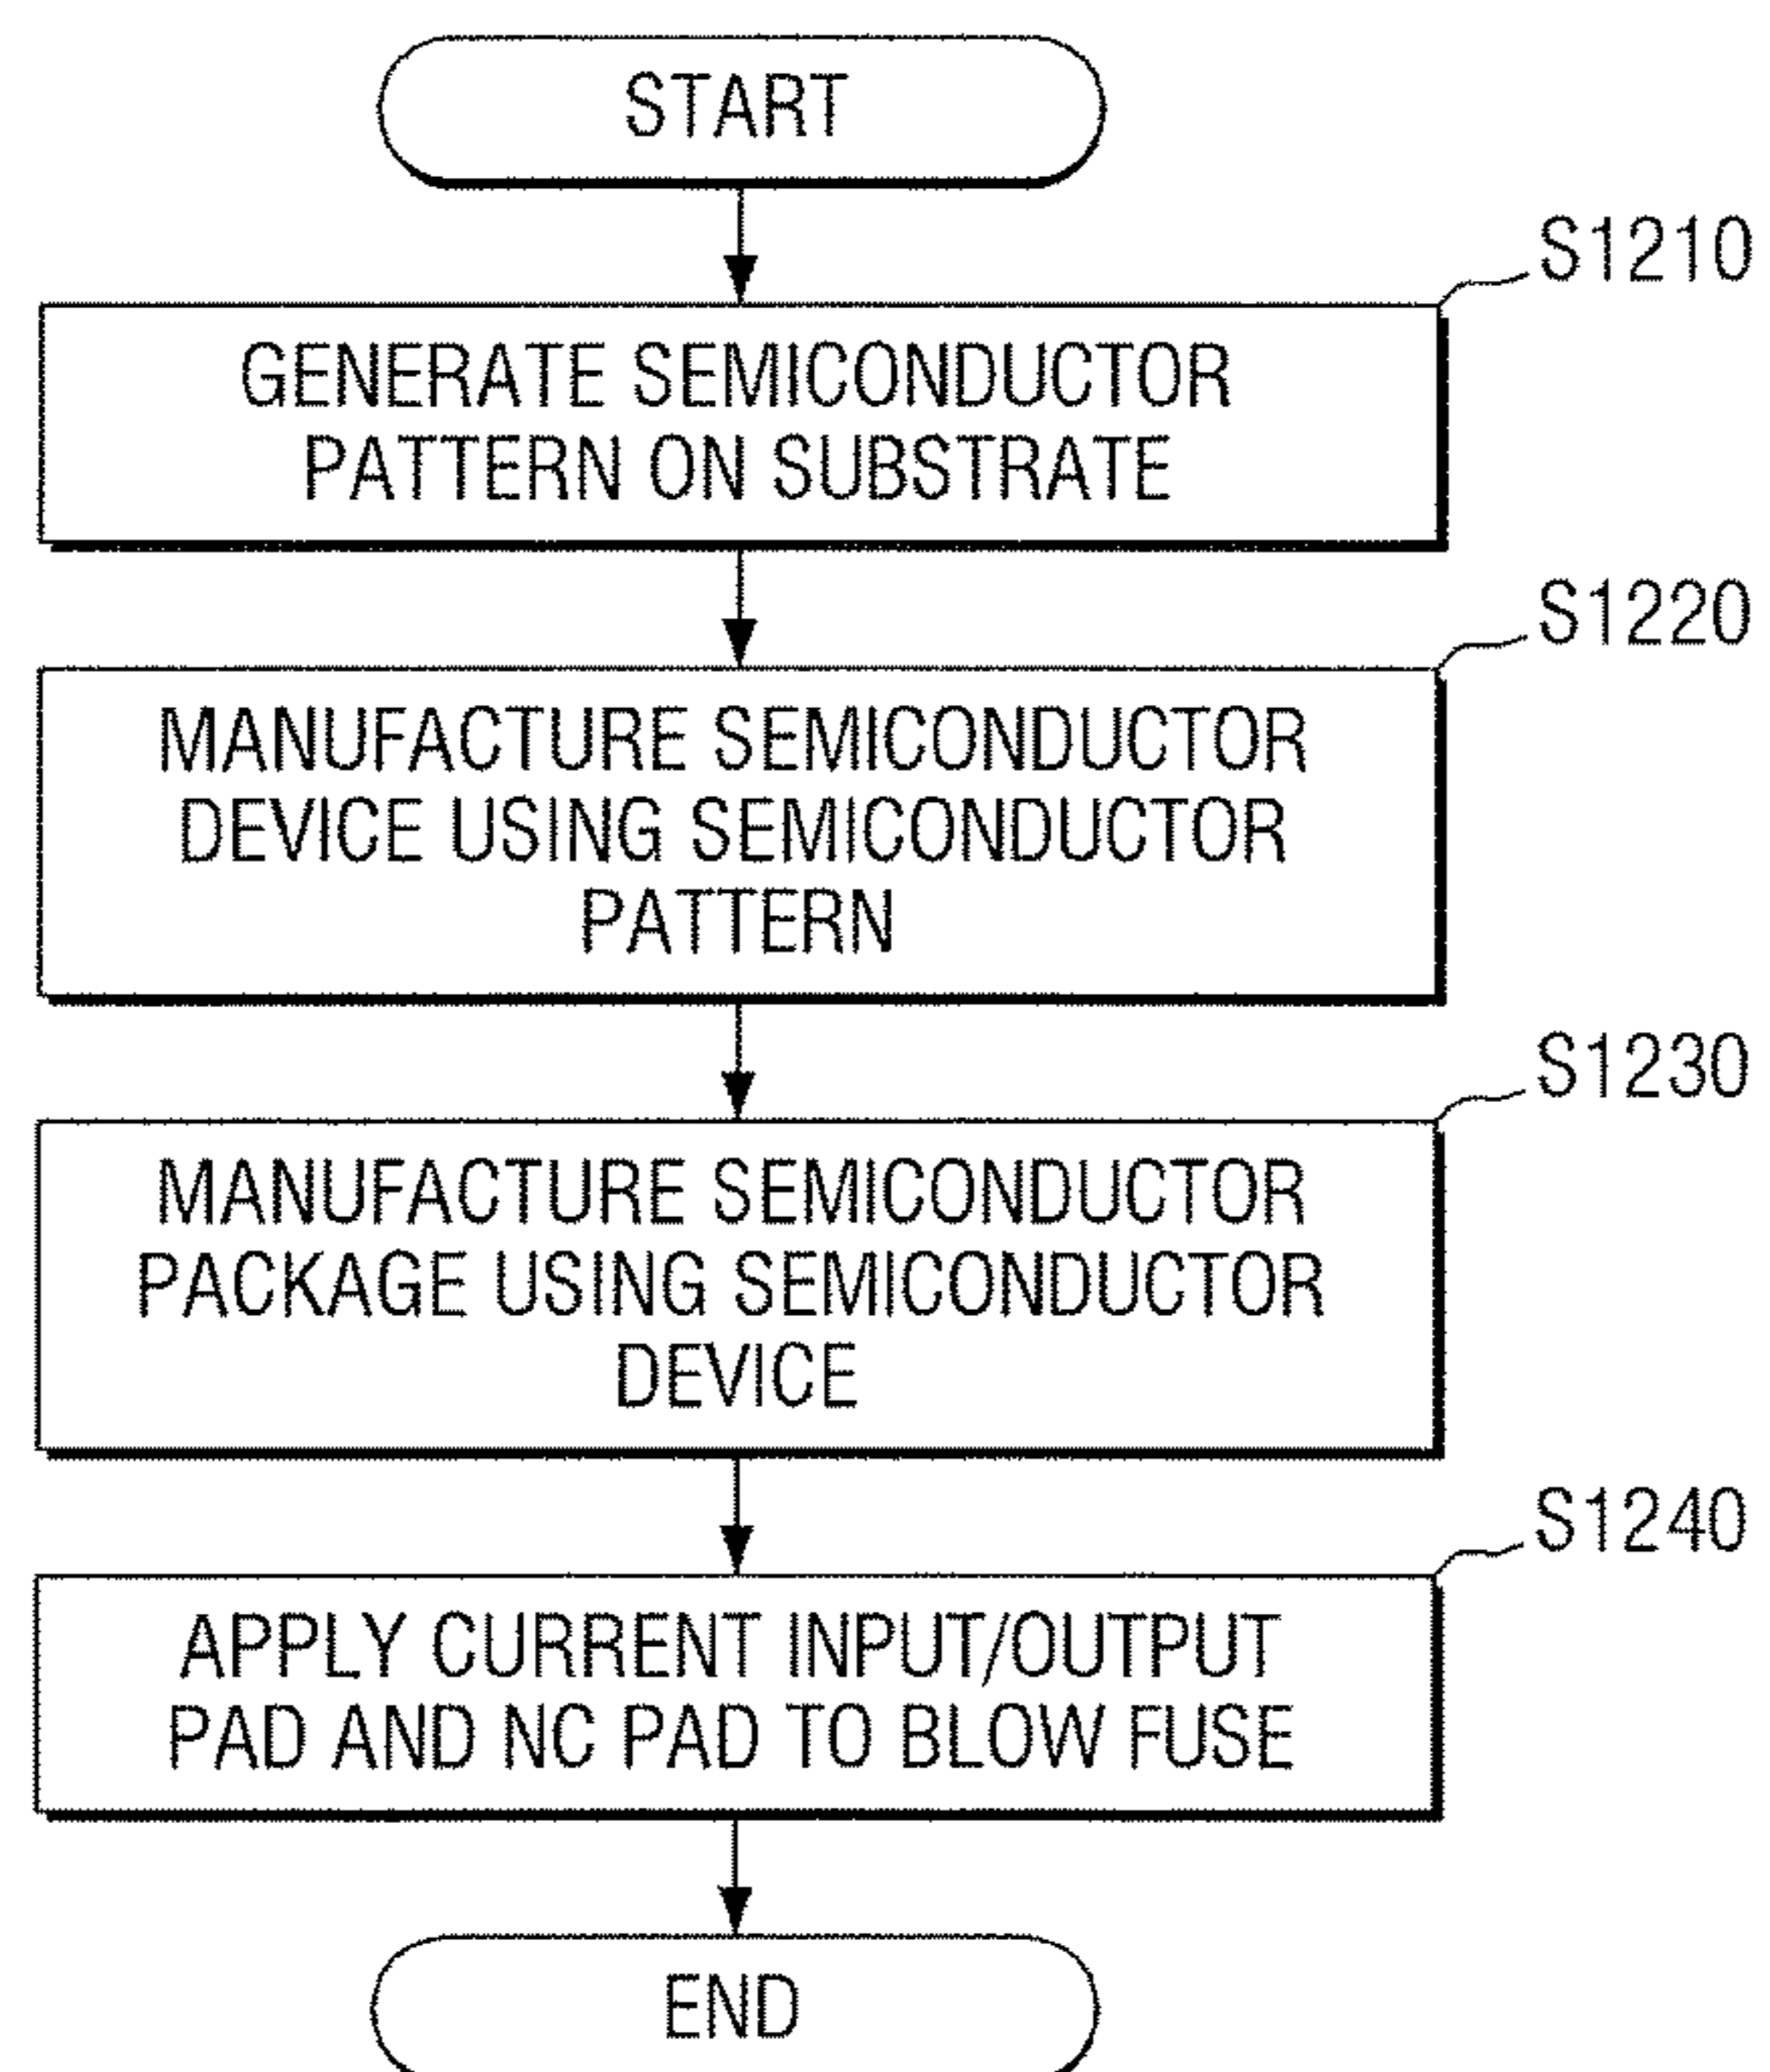 START
S1210
GENERATE SEMICONDUCTOR
PATTERN ON SUBSTRATE
S1220
MANUFACTURE SEMICONDUCTOR
DEVICE USING SEMICONDUCTOR
PATTERN
S1230
MANUFACTURE SEMICONDUCTOR
PACKAGE USING SEMICONDUCTOR
DEVICE
S1240
APPLY CURRENT INPUT/OUTPUT
PAD AND NC PAD TO BLOW FUSE
END